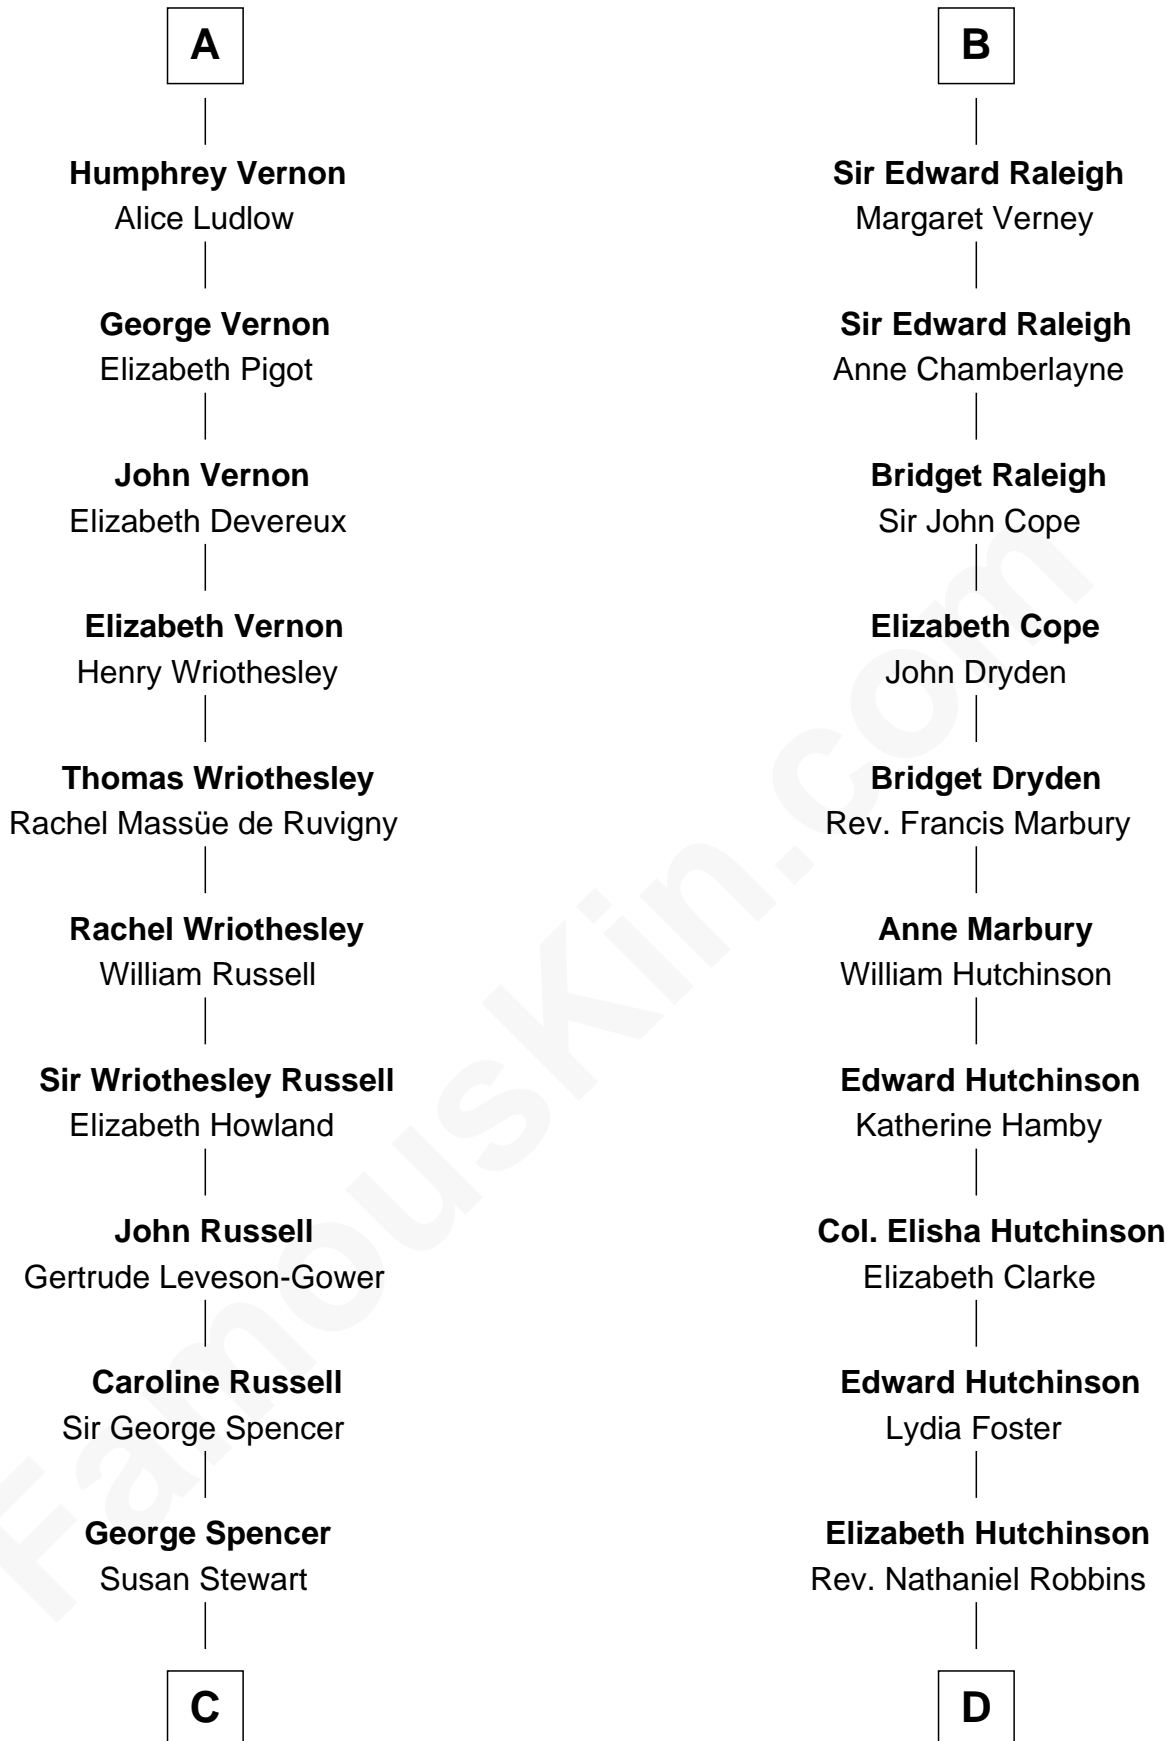 A
Humphrey Vernon
Alice Ludlow
George Vernon
Elizabeth Pigot
John Vernon
Elizabeth Devereux
Elizabeth Vernon
Henry Wriothesley
Thomas Wriothesley
Rachel Massüe de Ruvigny
Rachel Wriothesley
William Russell
Sir Wriothesley Russell
Elizabeth Howland
John Russell
Gertrude Leveson-Gower
Caroline Russell
Sir George Spencer
George Spencer
Susan Stewart
C
B
Sir Edward Raleigh
Margaret Verney
Sir Edward Raleigh
Anne Chamberlayne
Bridget Raleigh
Sir John Cope
Elizabeth Cope
John Dryden
Bridget Dryden
Rev. Francis Marbury
Anne Marbury
William Hutchinson
Edward Hutchinson
Katherine Hamby
Col. Elisha Hutchinson
Elizabeth Clarke
Edward Hutchinson
Lydia Foster
Elizabeth Hutchinson
Rev. Nathaniel Robbins
D
FamousKin.com